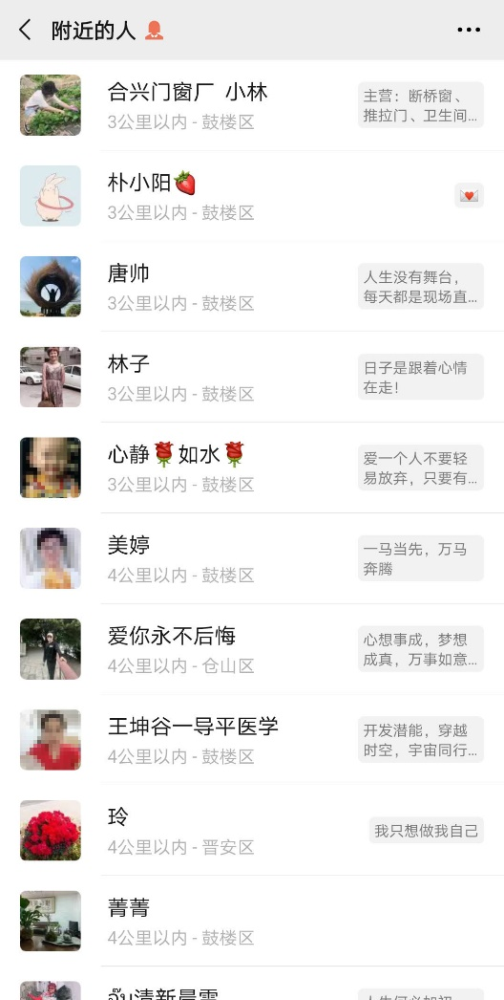 附近的人
合兴门窗厂 小林
3公里以内 - 鼓楼区
主营：断桥窗、
推拉门、卫生间...
朴小阳🍓
3公里以内 - 鼓楼区
💌
唐帅
3公里以内 - 鼓楼区
人生没有舞台，
每天都是现场直...
林子
3公里以内 - 鼓楼区
日子是跟着心情
在走！
心静🌹如水🌹
3公里以内 - 鼓楼区
爱一个人不要轻
易放弃，只要有...
美婷
4公里以内 - 鼓楼区
一马当先，万马
奔腾
爱你永不后悔
4公里以内 - 仓山区
心想事成，梦想
成真，万事如意...
王坤谷一导平医学
4公里以内 - 鼓楼区
开发潜能，穿越
时空，宇宙同行...
玲
4公里以内 - 晋安区
我只想做我自己
菁菁
4公里以内 - 鼓楼区
清新晨露